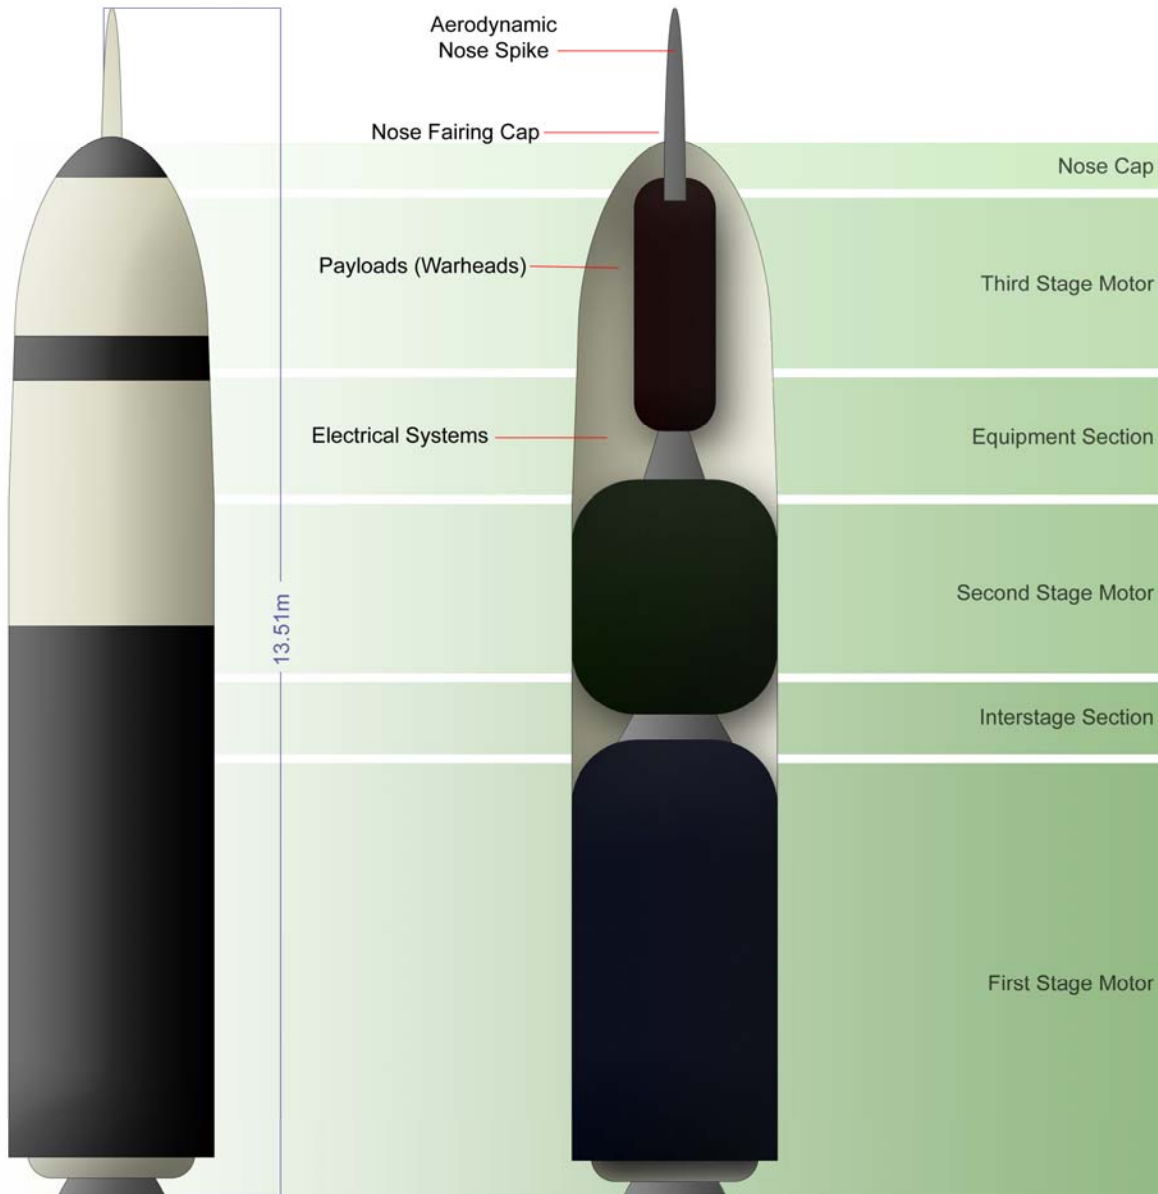 Aerodynamic
Nose Spike
Nose Fairing Cap
Nose Cap
Payloads (Warheads)
Third Stage Motor
Electrical Systems
Equipment Section
Second Stage Motor
13.51m
Interstage Section
First Stage Motor